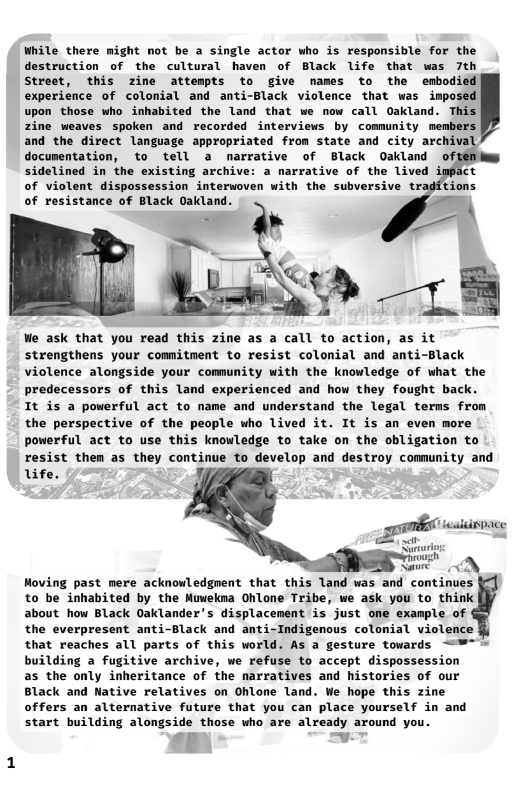 While there might not be a single actor who is responsible for the
destruction of the cultural haven of Black life that was 7th
Street, this zine attempts to give names to the embodied
experience of colonial and anti-Black violence that was imposed
upon those who inhabited the land that we now call Oakland. This
zine weaves spoken and recorded interviews by community members
and the direct language appropriated from state and city archival
documentation, to tell a narrative of Black Oakland often
sidelined in the existing archive: a narrative of the lived impact
of violent dispossession interwoven with the subversive traditions
of resistance of Black Oakland.
We ask that you read this zine as a call to action, as it
strengthens your commitment to resist colonial and anti-Black
violence alongside your community with the knowledge of what the
predecessors of this land experienced and how they fought back.
It is a powerful act to name and understand the legal terms from
the perspective of the people who lived it. It is an even more
powerful act to use this knowledge to take on the obligation to
resist them as they continue to develop and destroy community and
life.
Healthspace
Self-
Nurturing
Through
Nature
Moving past mere acknowledgment that this land was and continues
to be inhabited by the Muwekma Ohlone Tribe, we ask you to think
about how Black Oaklander's displacement is just one example of
the everpresent anti-Black and anti-Indigenous colonial violence
that reaches all parts of this world. As a gesture towards
building a fugitive archive, we refuse to accept dispossession
as the only inheritance of the narratives and histories of our
Black and Native relatives on Ohlone land. We hope this zine
offers an alternative future that you can place yourself in and
start building alongside those who are already around you.
1